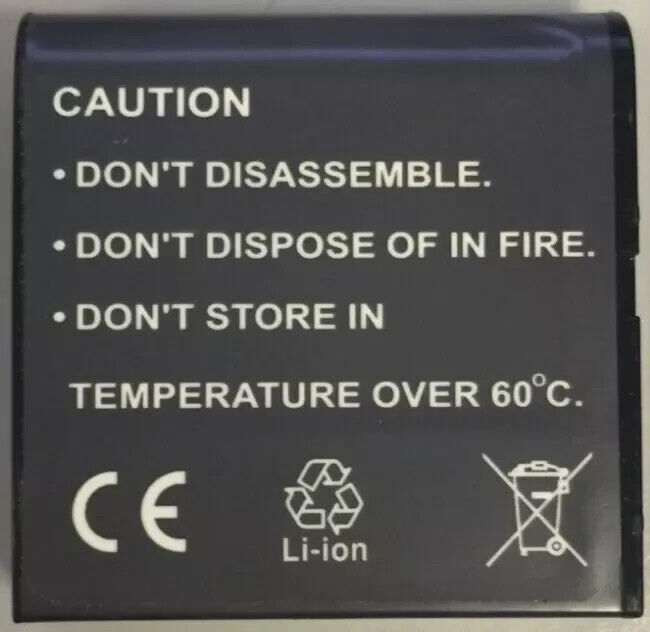 CAUTION
• DON'T DISASSEMBLE.
• DON'T DISPOSE OF IN FIRE.
• DON'T STORE IN
TEMPERATURE OVER 60°C.
CE
Li-ion